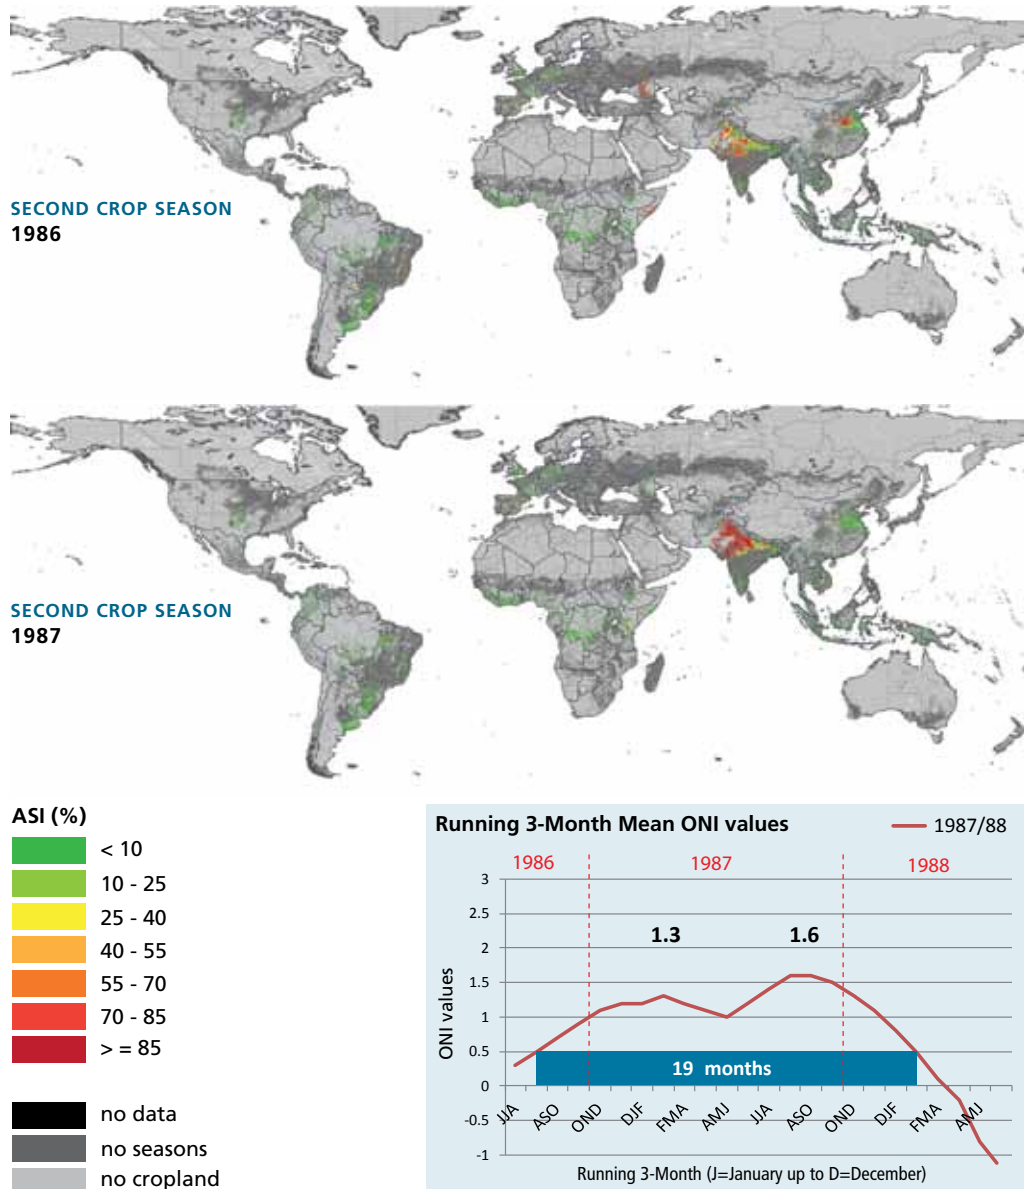 SECOND CROP SEASON
1986
SECOND CROP SEASON
1987
ASI (%)
< 10
10 - 25
25 - 40
40 - 55
55 - 70
70 - 85
> = 85
no data
no seasons
no cropland
Running 3-Month Mean ONI values
1987/88
1986
1987
1988
3
2.5
2
1.5
1
0.5
0
-0.5
-1
ONI values
1.3
1.6
19 months
JJA
ASO
OND
DJF
FMA
AMJ
JJA
ASO
OND
DJF
FMA
AMJ
Running 3-Month (J=January up to D=December)